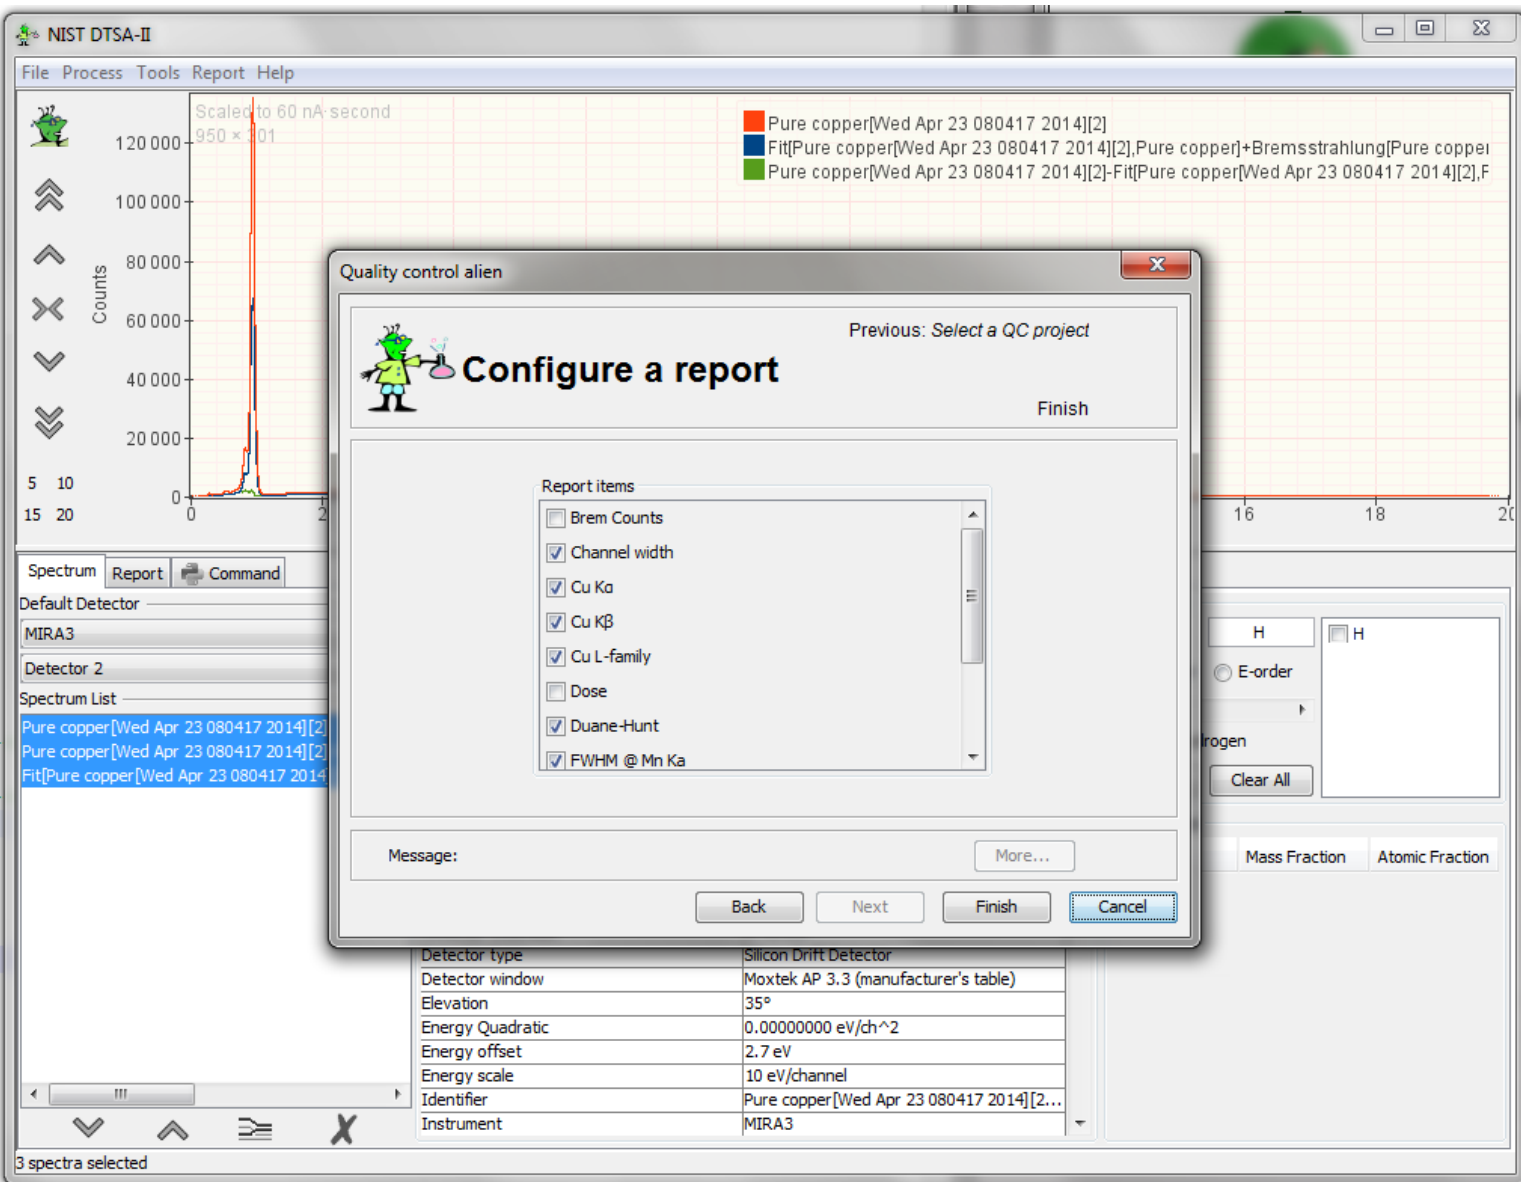 NIST DTSA-II
File Process Tools Report Help
Scaled to 60 nA·second
950 × 301
120 000
100 000
80 000
60 000
40 000
20 000
0
Counts
0 2 16 18 20
Pure copper[Wed Apr 23 080417 2014][2]
Fit[Pure copper[Wed Apr 23 080417 2014][2],Pure copper]+Bremsstrahlung[Pure copper
Pure copper[Wed Apr 23 080417 2014][2]-Fit[Pure copper[Wed Apr 23 080417 2014][2],F
5 10
15 20
Quality control alien
Previous: Select a QC project
Configure a report
Finish
Report items
Brem Counts
Channel width
Cu Kα
Cu Kβ
Cu L-family
Dose
Duane-Hunt
FWHM @ Mn Ka
Message:
More...
Back Next Finish Cancel
Spectrum Report Command
Default Detector
MIRA3
Detector 2
Spectrum List
Pure copper[Wed Apr 23 080417 2014][2]
Pure copper[Wed Apr 23 080417 2014][2]
Fit[Pure copper[Wed Apr 23 080417 2014
H
H
E-order
rogen
Clear All
Mass Fraction Atomic Fraction
Detector type Silicon Drift Detector
Detector window Moxtek AP 3.3 (manufacturer's table)
Elevation 35°
Energy Quadratic 0.00000000 eV/ch^2
Energy offset 2.7 eV
Energy scale 10 eV/channel
Identifier Pure copper[Wed Apr 23 080417 2014][2...
Instrument MIRA3
3 spectra selected